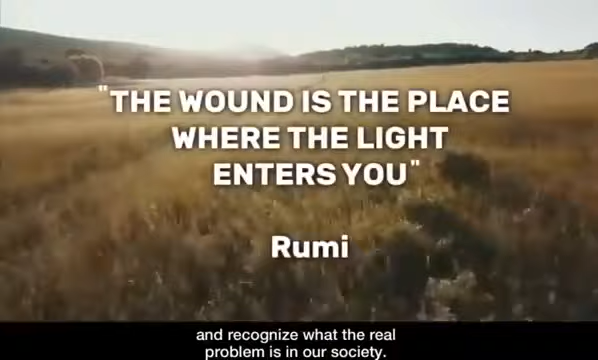 "THE WOUND IS THE PLACE
WHERE THE LIGHT
ENTERS YOU"
Rumi
and recognize what the real
problem is in our society.